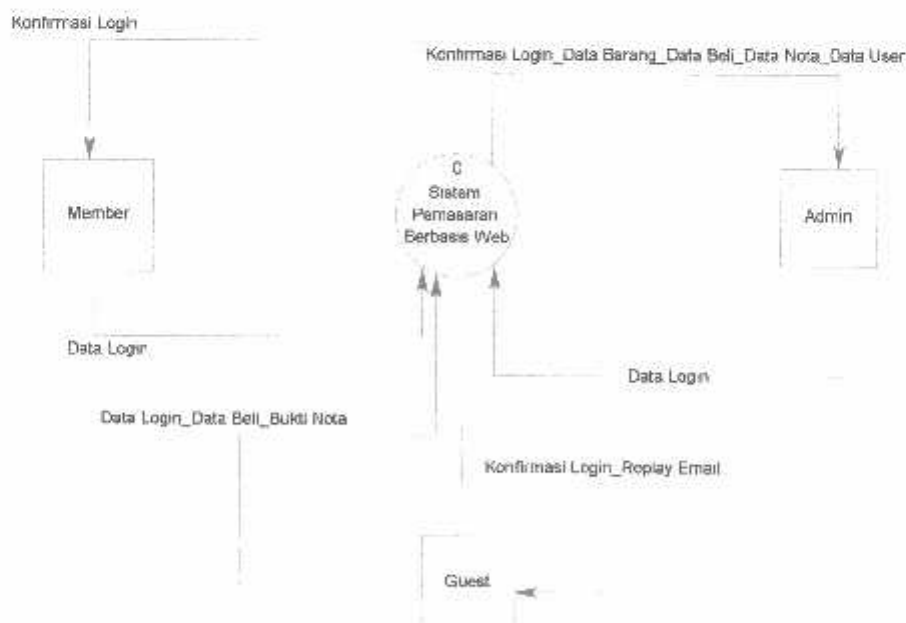 Konfirmasi Login
Konfirmasi Login_Data Barang_Data Beli_Data Nota_Data User
0
Sistem
Pemasaran
Berbasis Web
Member
Admin
Data Login
Data Login
Data Login_Data Beli_Bukti Nota
Konfirmasi Login_Replay Email
Guest